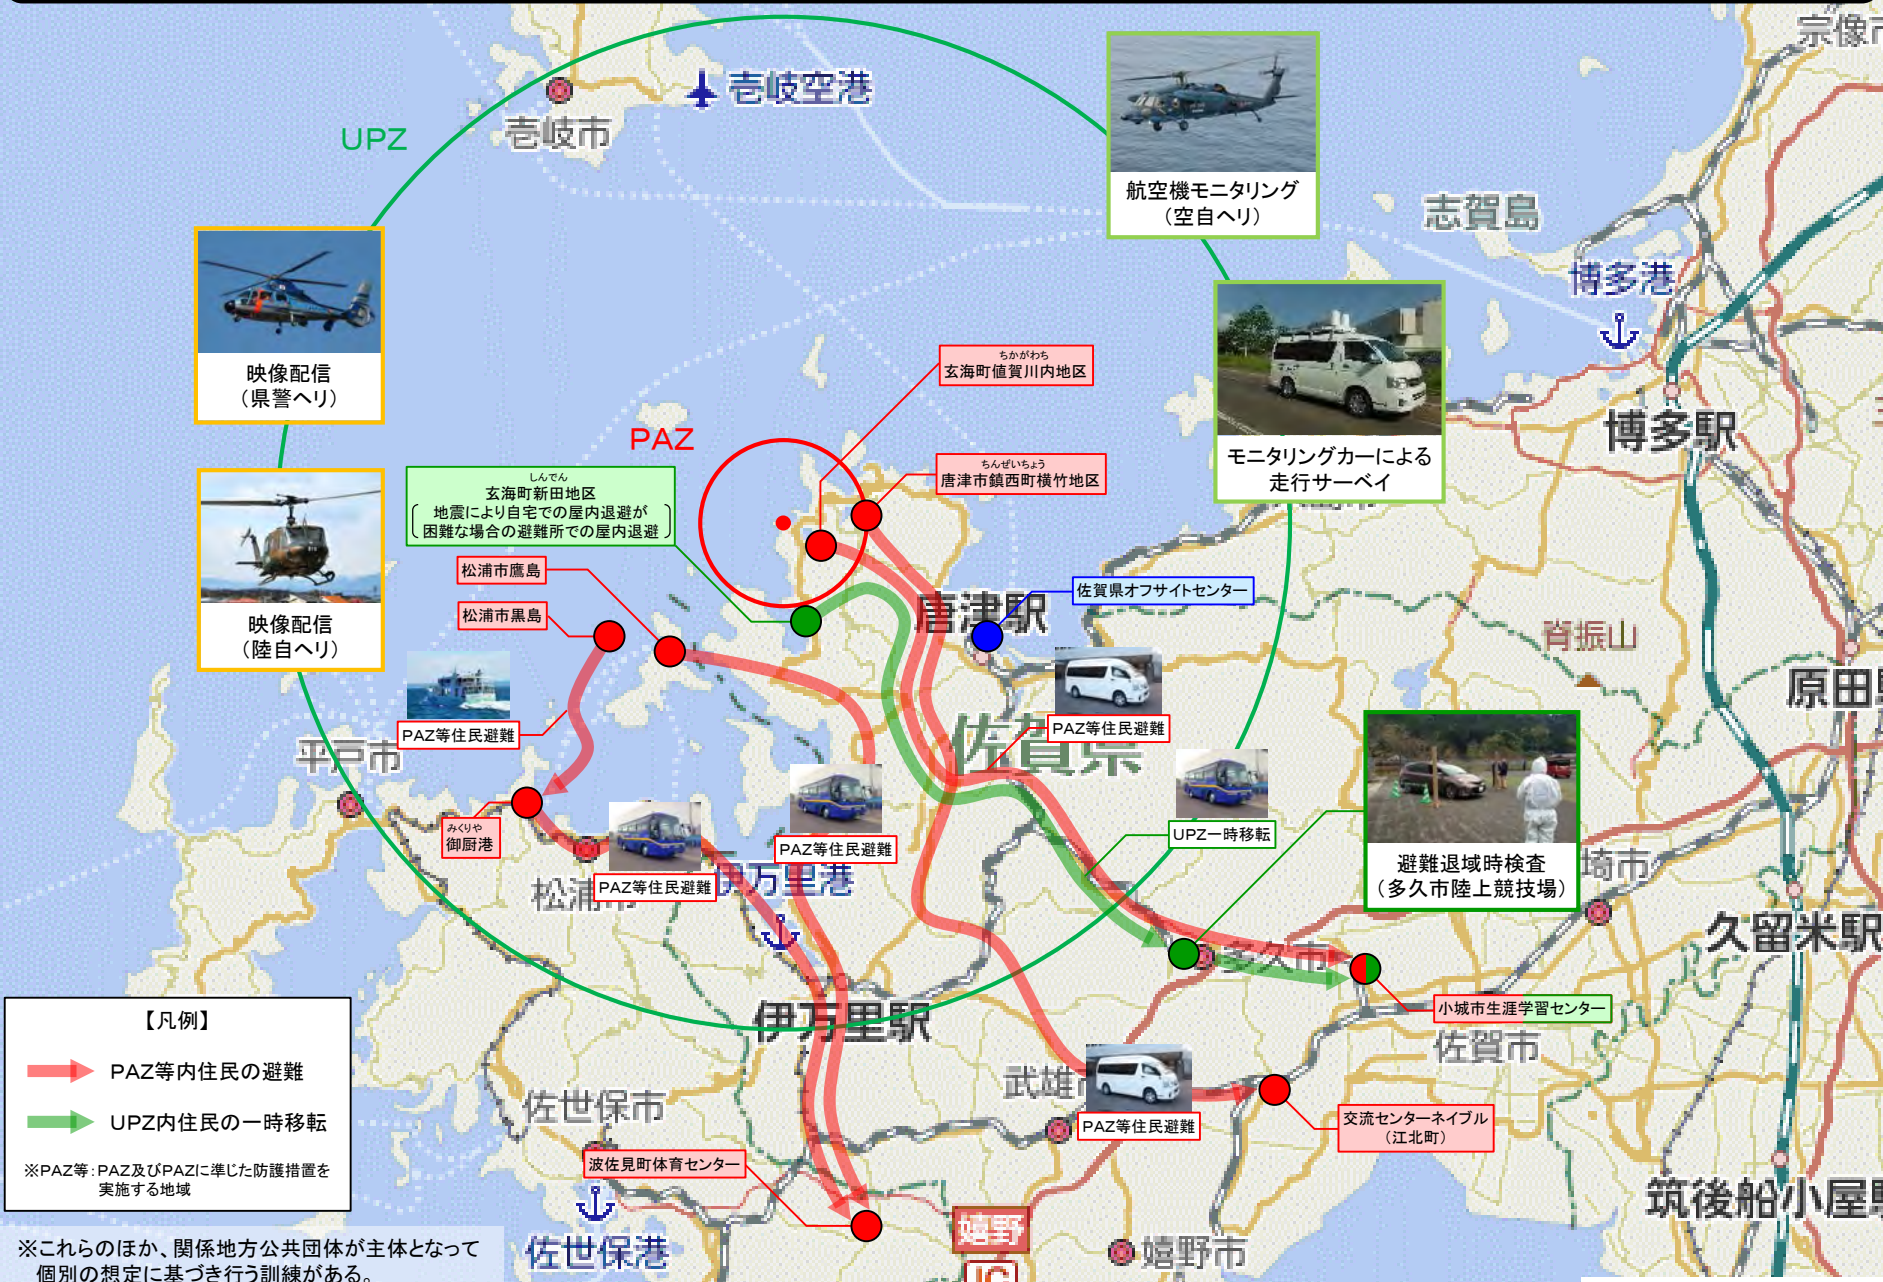 宗像市
壱岐空港
壱岐市
UPZ
航空機モニタリング
（空自ヘリ）
志賀島
博多港
映像配信
（県警ヘリ）
ちかがわち
玄海町値賀川内地区
博多駅
PAZ
モニタリングカーによる
走行サーベイ
ちんぜいちょう
唐津市鎮西町横竹地区
しんでん
玄海町新田地区
地震により自宅での屋内退避が
困難な場合の避難所での屋内退避
映像配信
（陸自ヘリ）
松浦市鷹島
松浦市黒島
佐賀県オフサイトセンター
唐津駅
脊振山
原田駅
PAZ等住民避難
PAZ等住民避難
佐賀県
平戸市
みくりや
御厨港
PAZ等住民避難
UPZ一時移転
PAZ等住民避難
松浦市
伊万里港
避難退域時検査
（多久市陸上競技場）
埼市
久留米駅
多久市
小城市生涯学習センター
佐賀市
伊万里駅
【凡例】
PAZ等内住民の避難
UPZ内住民の一時移転
※PAZ等：PAZ及びPAZに準じた防護措置を
実施する地域
佐世保市
武雄市
PAZ等住民避難
交流センターネイブル
（江北町）
波佐見町体育センター
筑後船小屋駅
佐世保港
嬉野
IC
嬉野市
※これらのほか、関係地方公共団体が主体となって
個別の想定に基づき行う訓練がある。